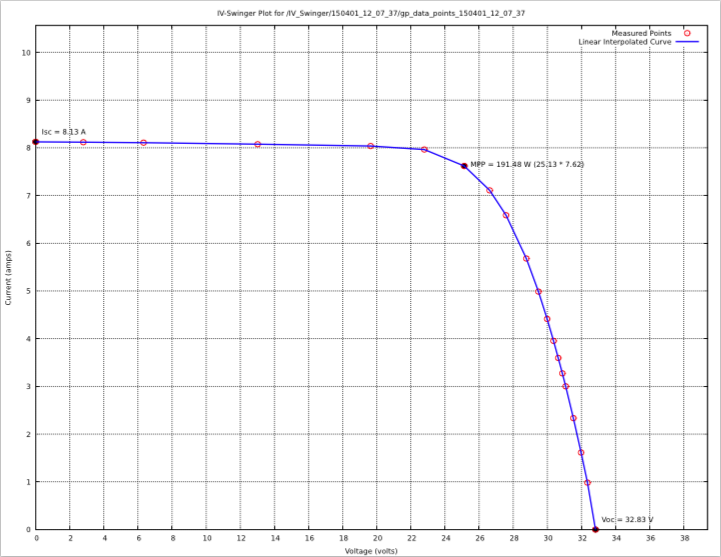 IV-Swinger Plot for /IV_Swinger/150401_12_07_37/gp_data_points_150401_12_07_37
Measured Points
Linear Interpolated Curve
10
9
8
7
6
5
4
3
2
1
0
Current (amps)
Isc = 8.13 A
MPP = 191.48 W (25.13 * 7.62)
Voc = 32.83 V
0 2 4 6 8 10 12 14 16 18 20 22 24 26 28 30 32 34 36 38
Voltage (volts)